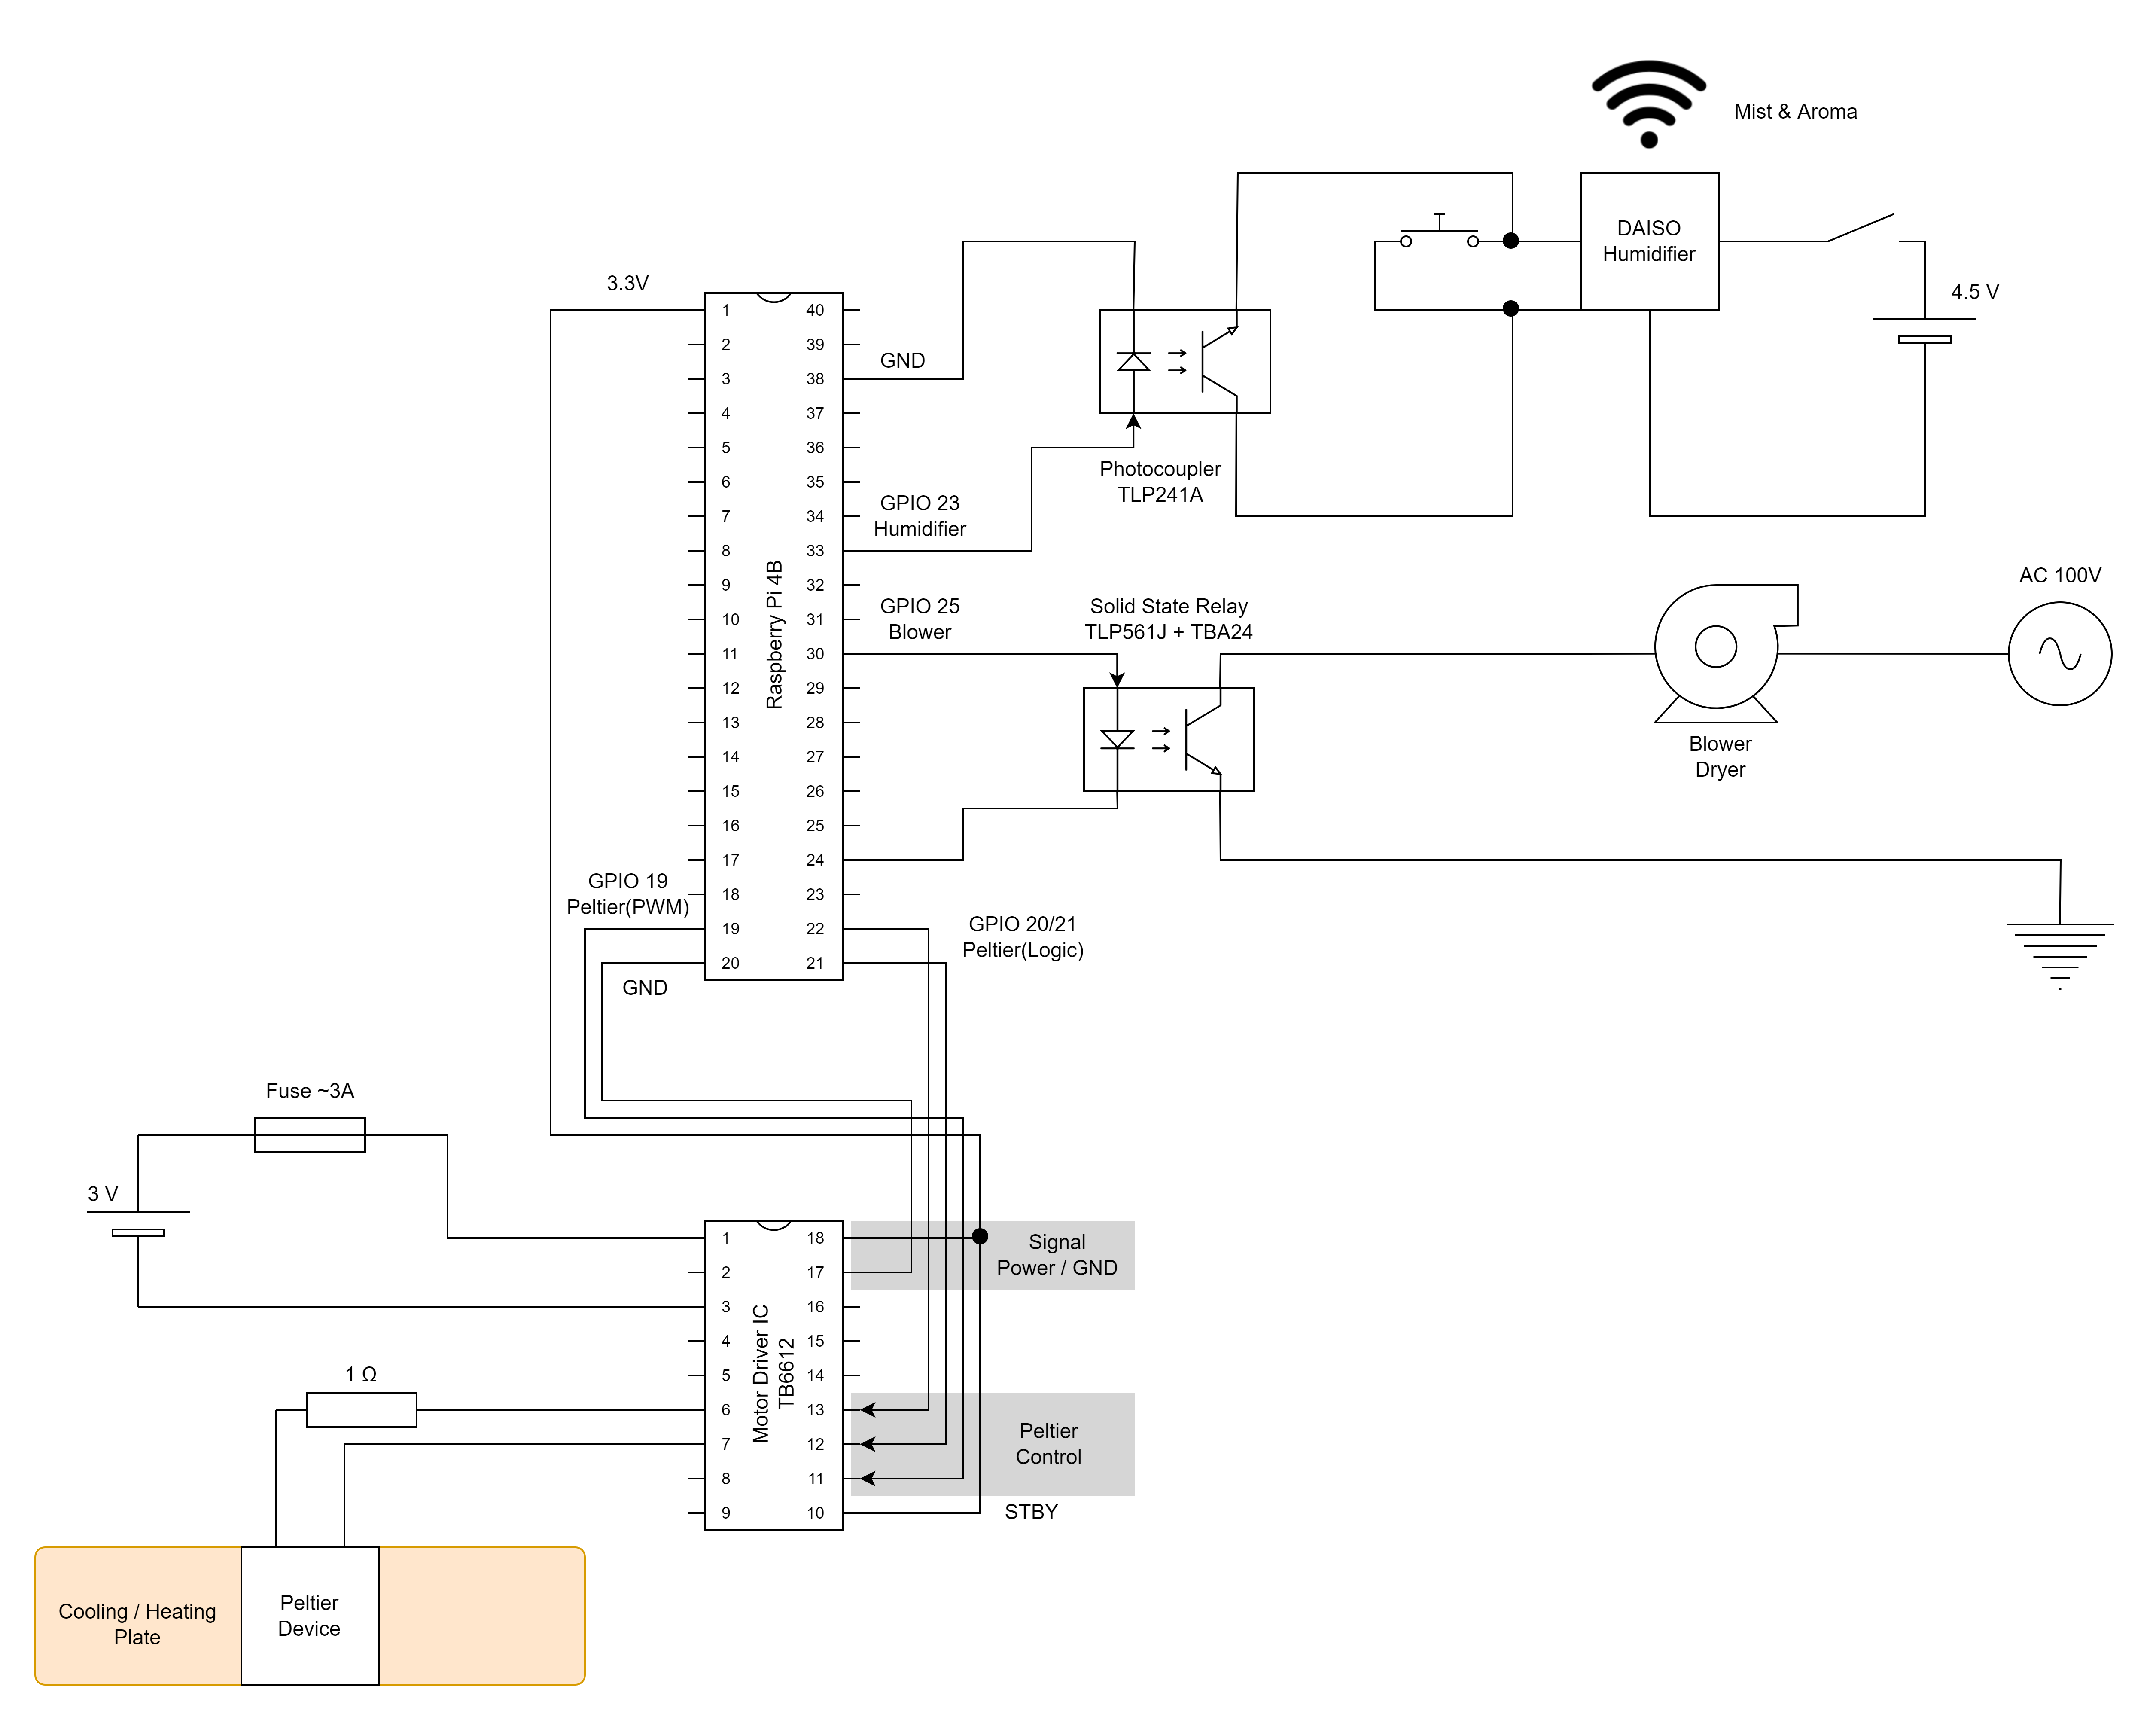 Mist & Aroma
DAISO
Humidifier
4.5 V
3.3V
GND
Photocoupler
TLP241A
GPIO 23
Humidifier
GPIO 25
Blower
Solid State Relay
TLP561J + TBA24
AC 100V
Blower
Dryer
Raspberry Pi 4B
1 40
2 39
3 38
4 37
5 36
6 35
7 34
8 33
9 32
10 31
11 30
12 29
13 28
14 27
15 26
16 25
17 24
18 23
19 22
20 21
GPIO 19
Peltier(PWM)
GND
GPIO 20/21
Peltier(Logic)
Fuse ~3A
3 V
Motor Driver IC
TB6612
1 18
2 17
3 16
4 15
5 14
6 13
7 12
8 11
9 10
Signal
Power / GND
1 Ω
Peltier
Control
STBY
Cooling / Heating
Plate
Peltier
Device